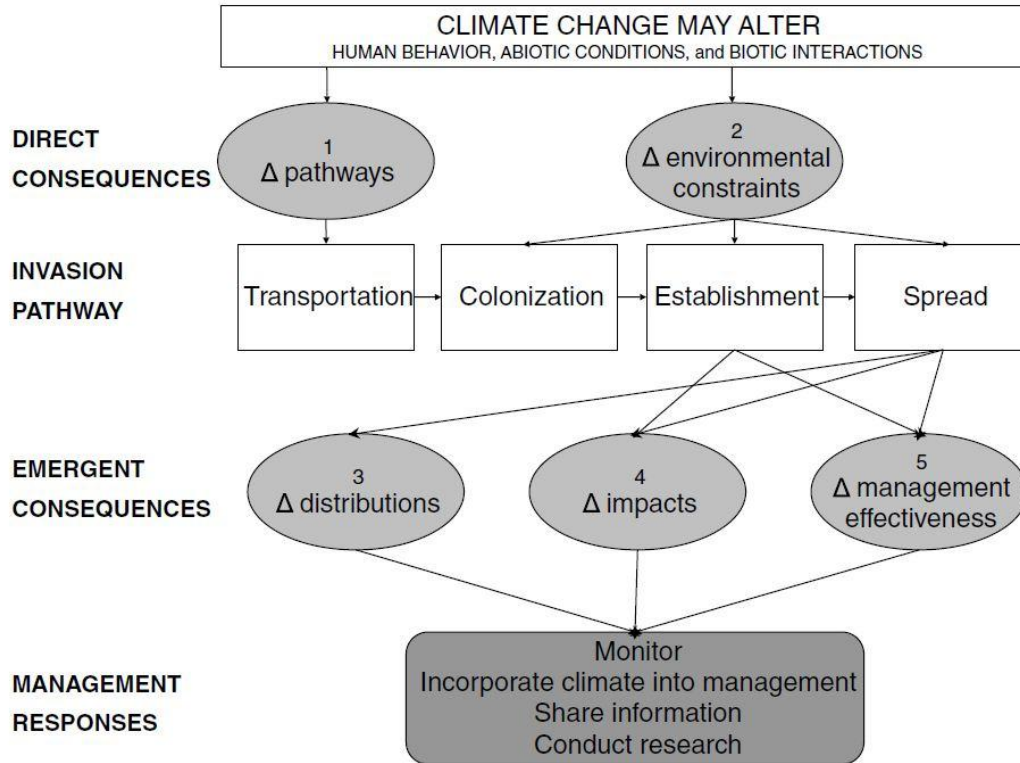 CLIMATE CHANGE MAY ALTER
HUMAN BEHAVIOR, ABIOTIC CONDITIONS, and BIOTIC INTERACTIONS
DIRECT
CONSEQUENCES
1
Δ pathways
2
Δ environmental
constraints
INVASION
PATHWAY
Transportation
Colonization
Establishment
Spread
EMERGENT
CONSEQUENCES
3
Δ distributions
4
Δ impacts
5
Δ management
effectiveness
MANAGEMENT
RESPONSES
Monitor
Incorporate climate into management
Share information
Conduct research